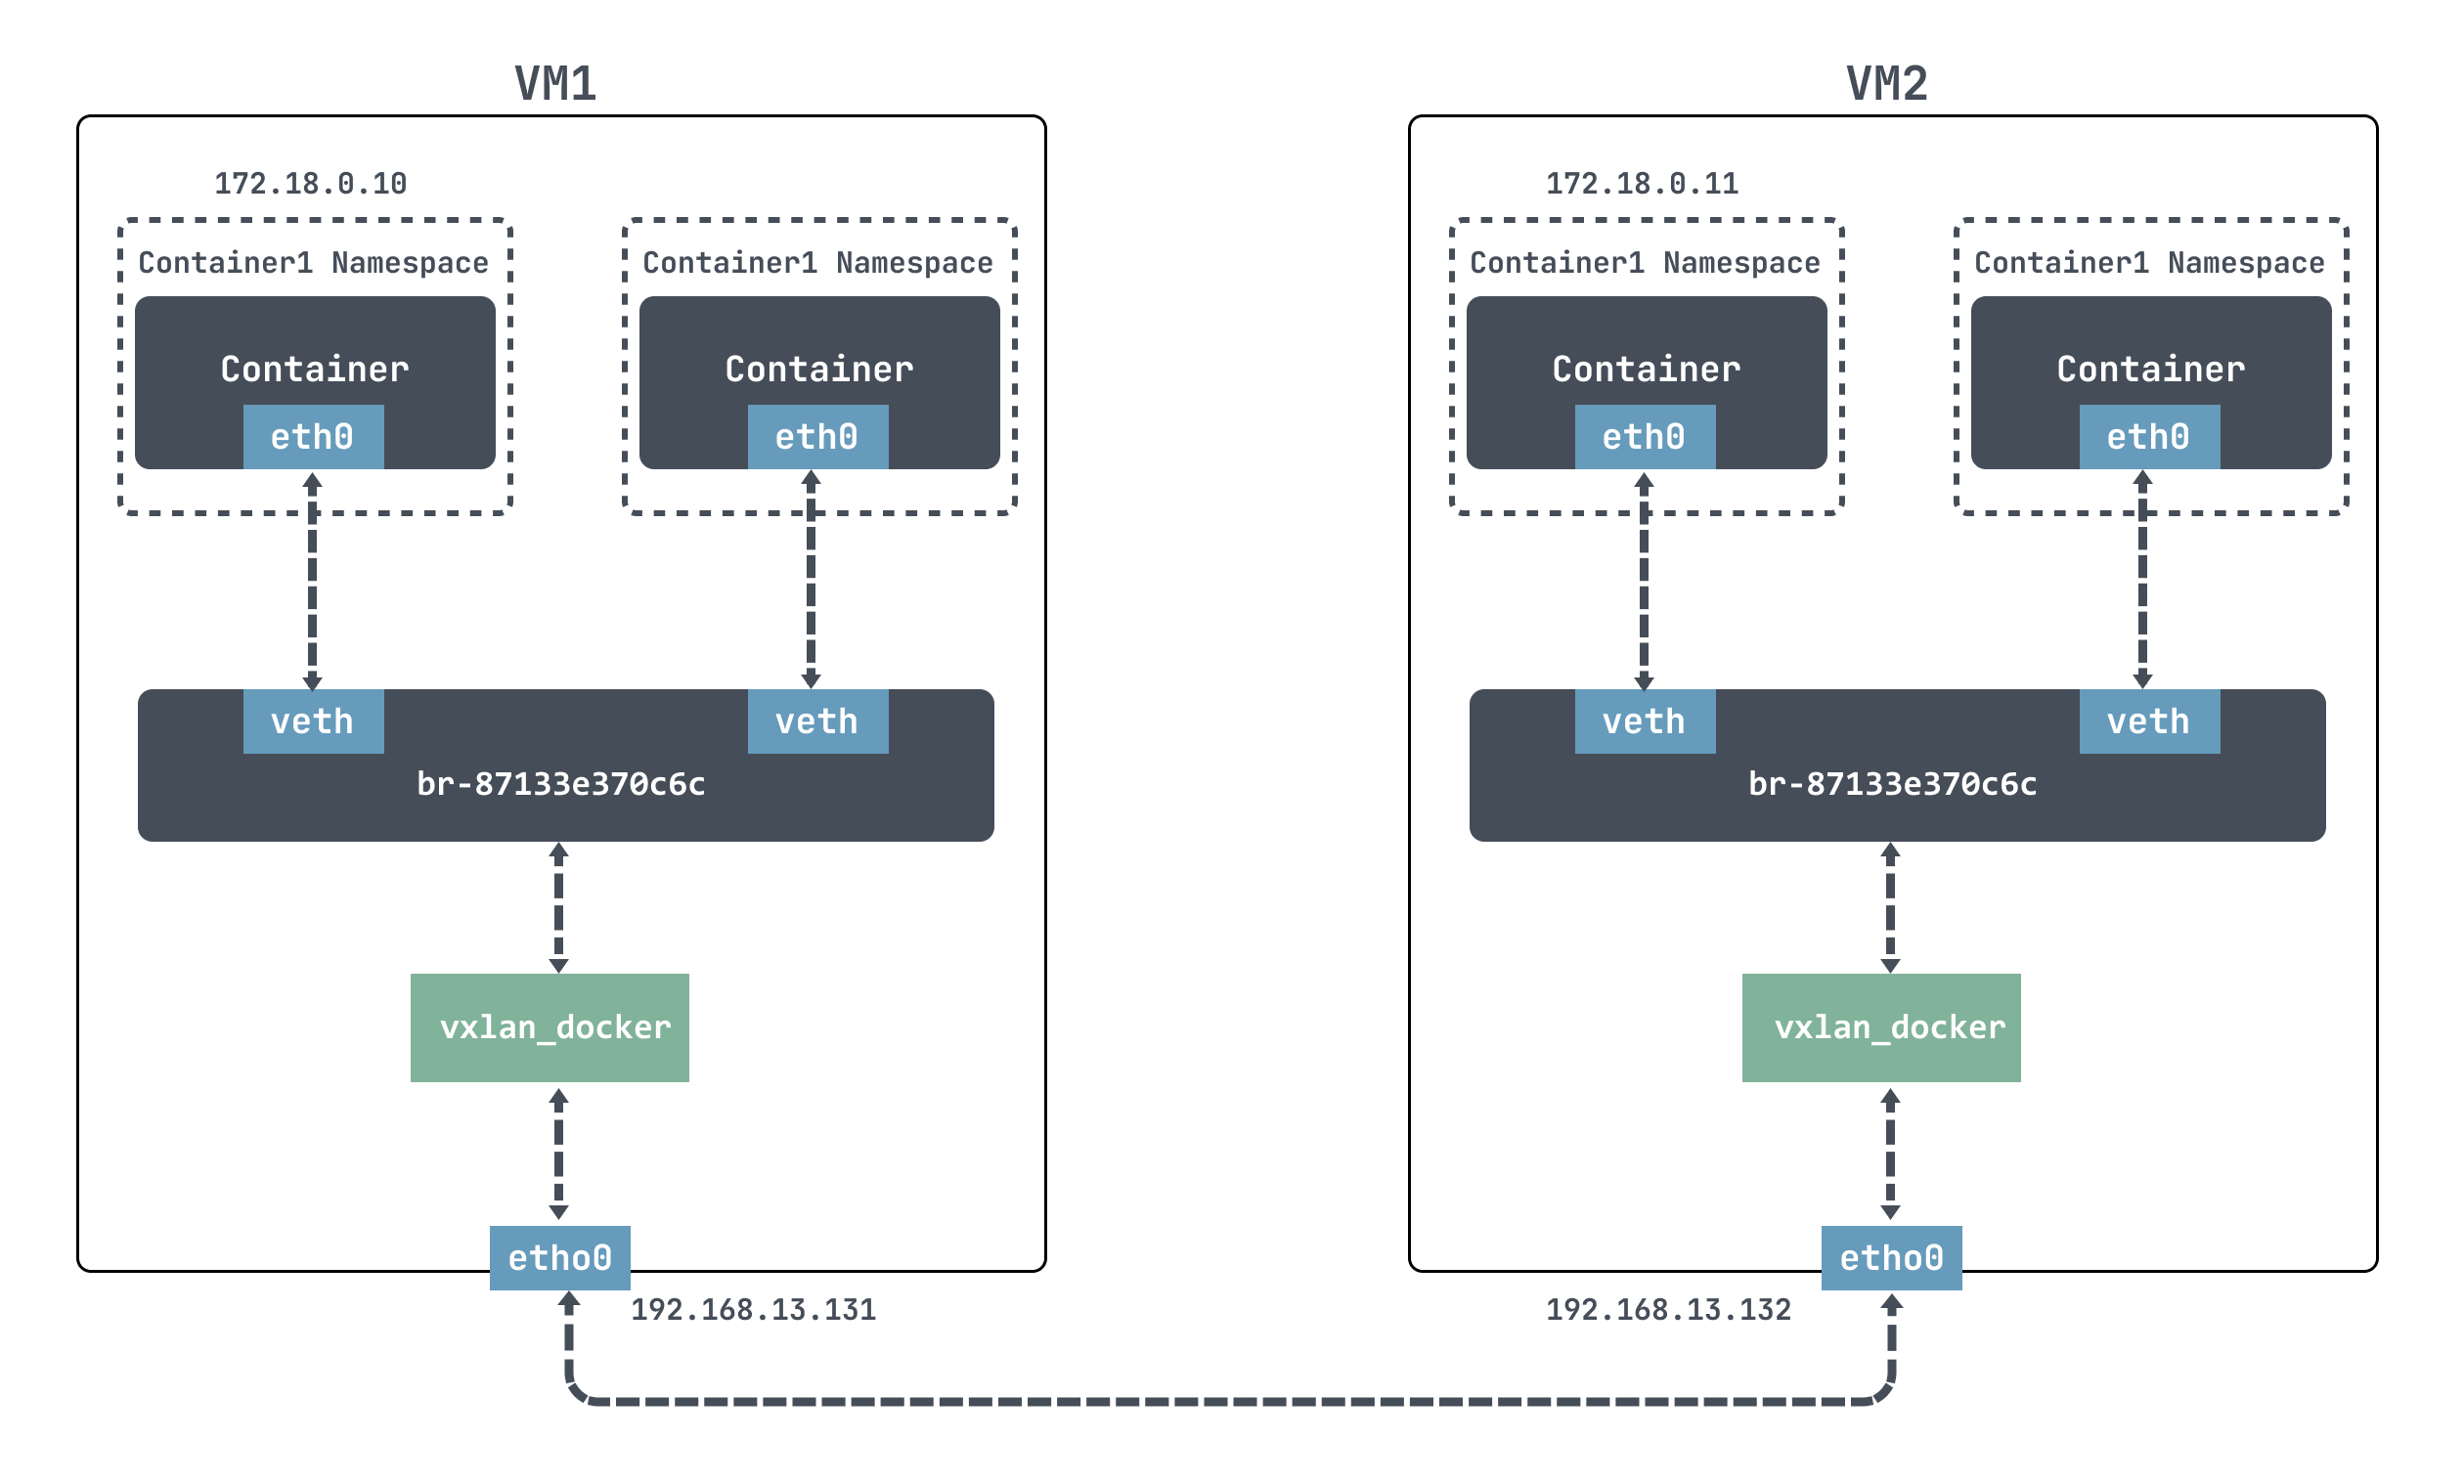 VM1
172.18.0.10
Container1 Namespace
Container1 Namespace
Container
Container
eth0
eth0
veth
veth
br-87133e370c6c
vxlan_docker
etho0
192.168.13.131
VM2
172.18.0.11
Container1 Namespace
Container1 Namespace
Container
Container
eth0
eth0
veth
veth
br-87133e370c6c
vxlan_docker
etho0
192.168.13.132